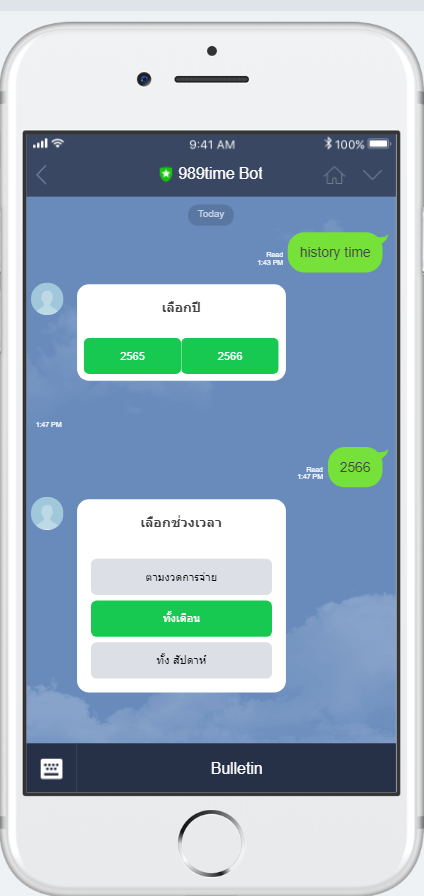 9:41 AM
100%
989time Bot
Today
Read
1:43 PM
history time
เลือกปี
2565
2566
1:47 PM
Read
1:47 PM
2566
เลือกช่วงเวลา
ตามงวดการจ่าย
ทั้งเดือน
ทั้ง สัปดาห์
Bulletin